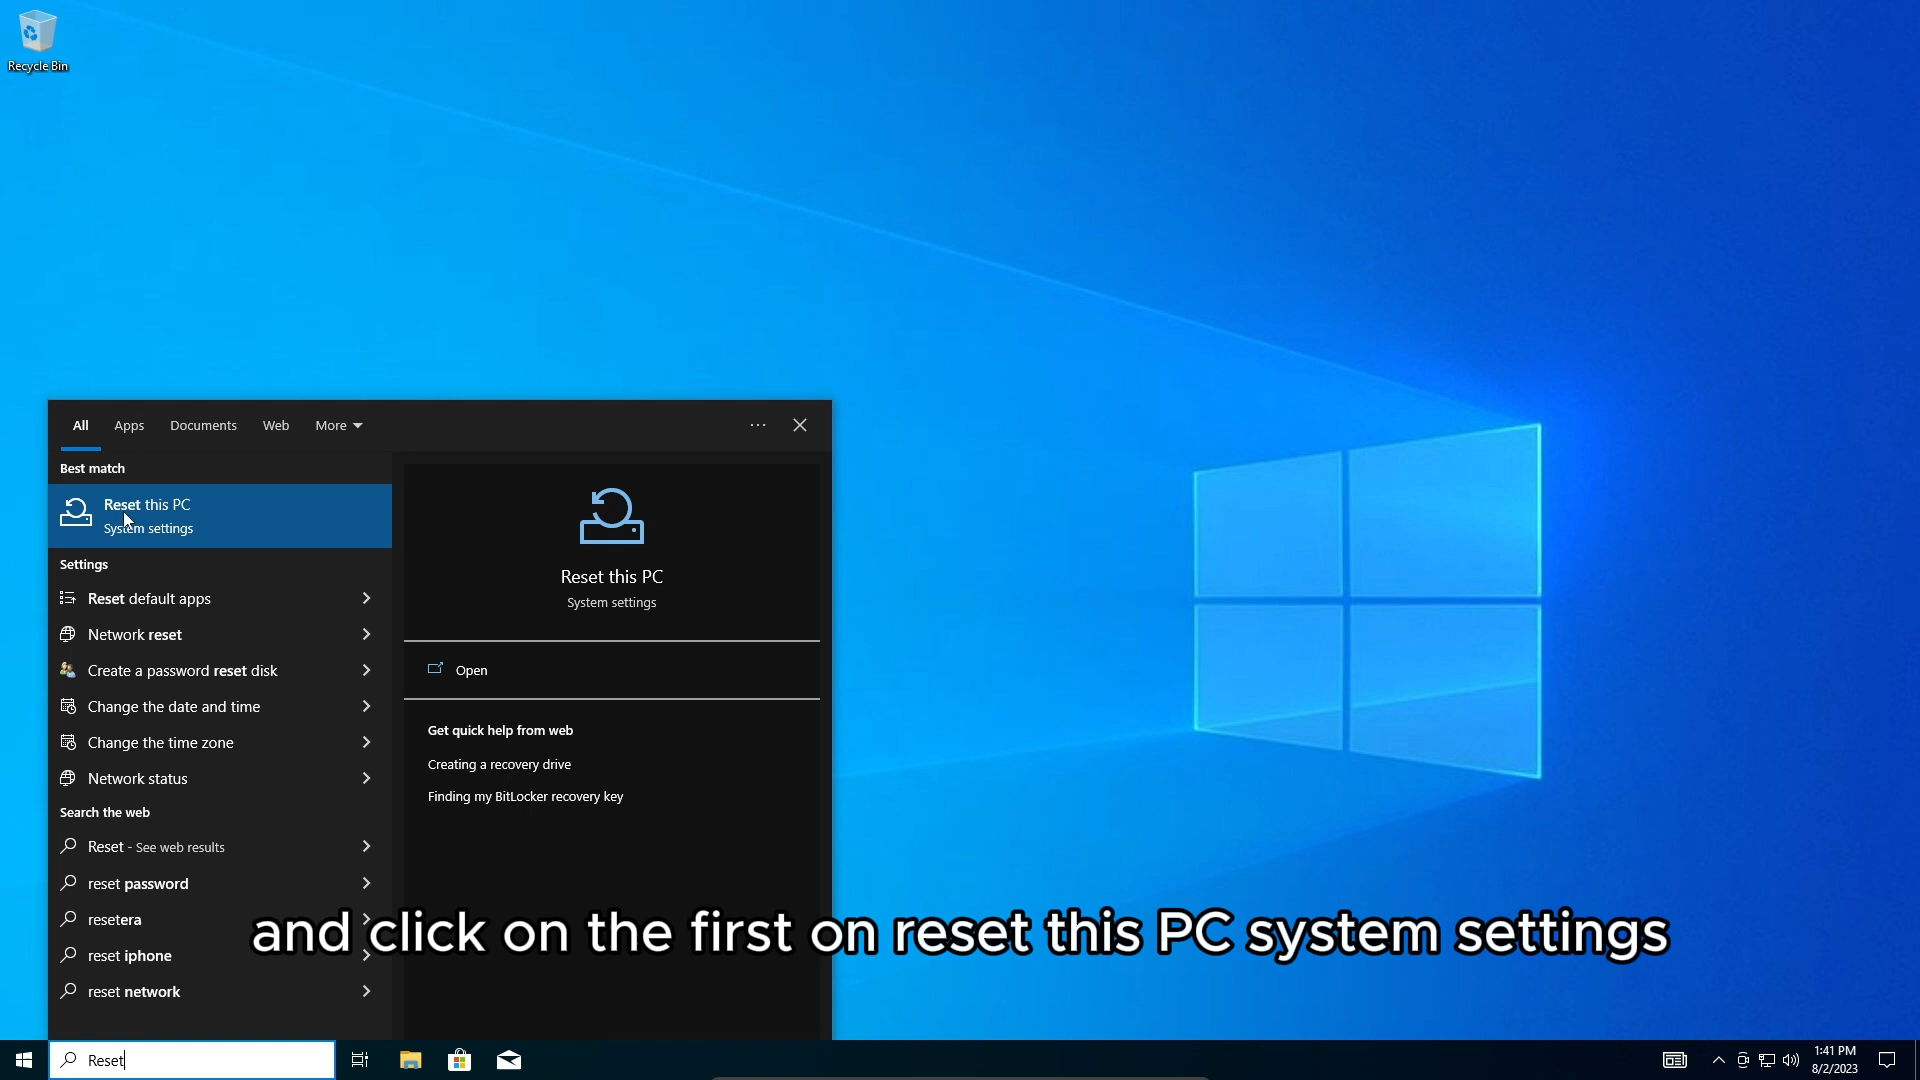 Recycle Bin
All Apps Documents Web More
Best match
Reset this PC
System settings
Settings
Reset default apps
Network reset
Create a password reset disk
Change the date and time
Change the time zone
Network status
Search the web
Reset - See web results
reset password
resetera
reset iphone
reset network
Reset this PC
System settings
Open
Get quick help from web
Creating a recovery drive
Finding my BitLocker recovery key
and click on the first on reset this PC system settings
Reset
1:41 PM
8/2/2023